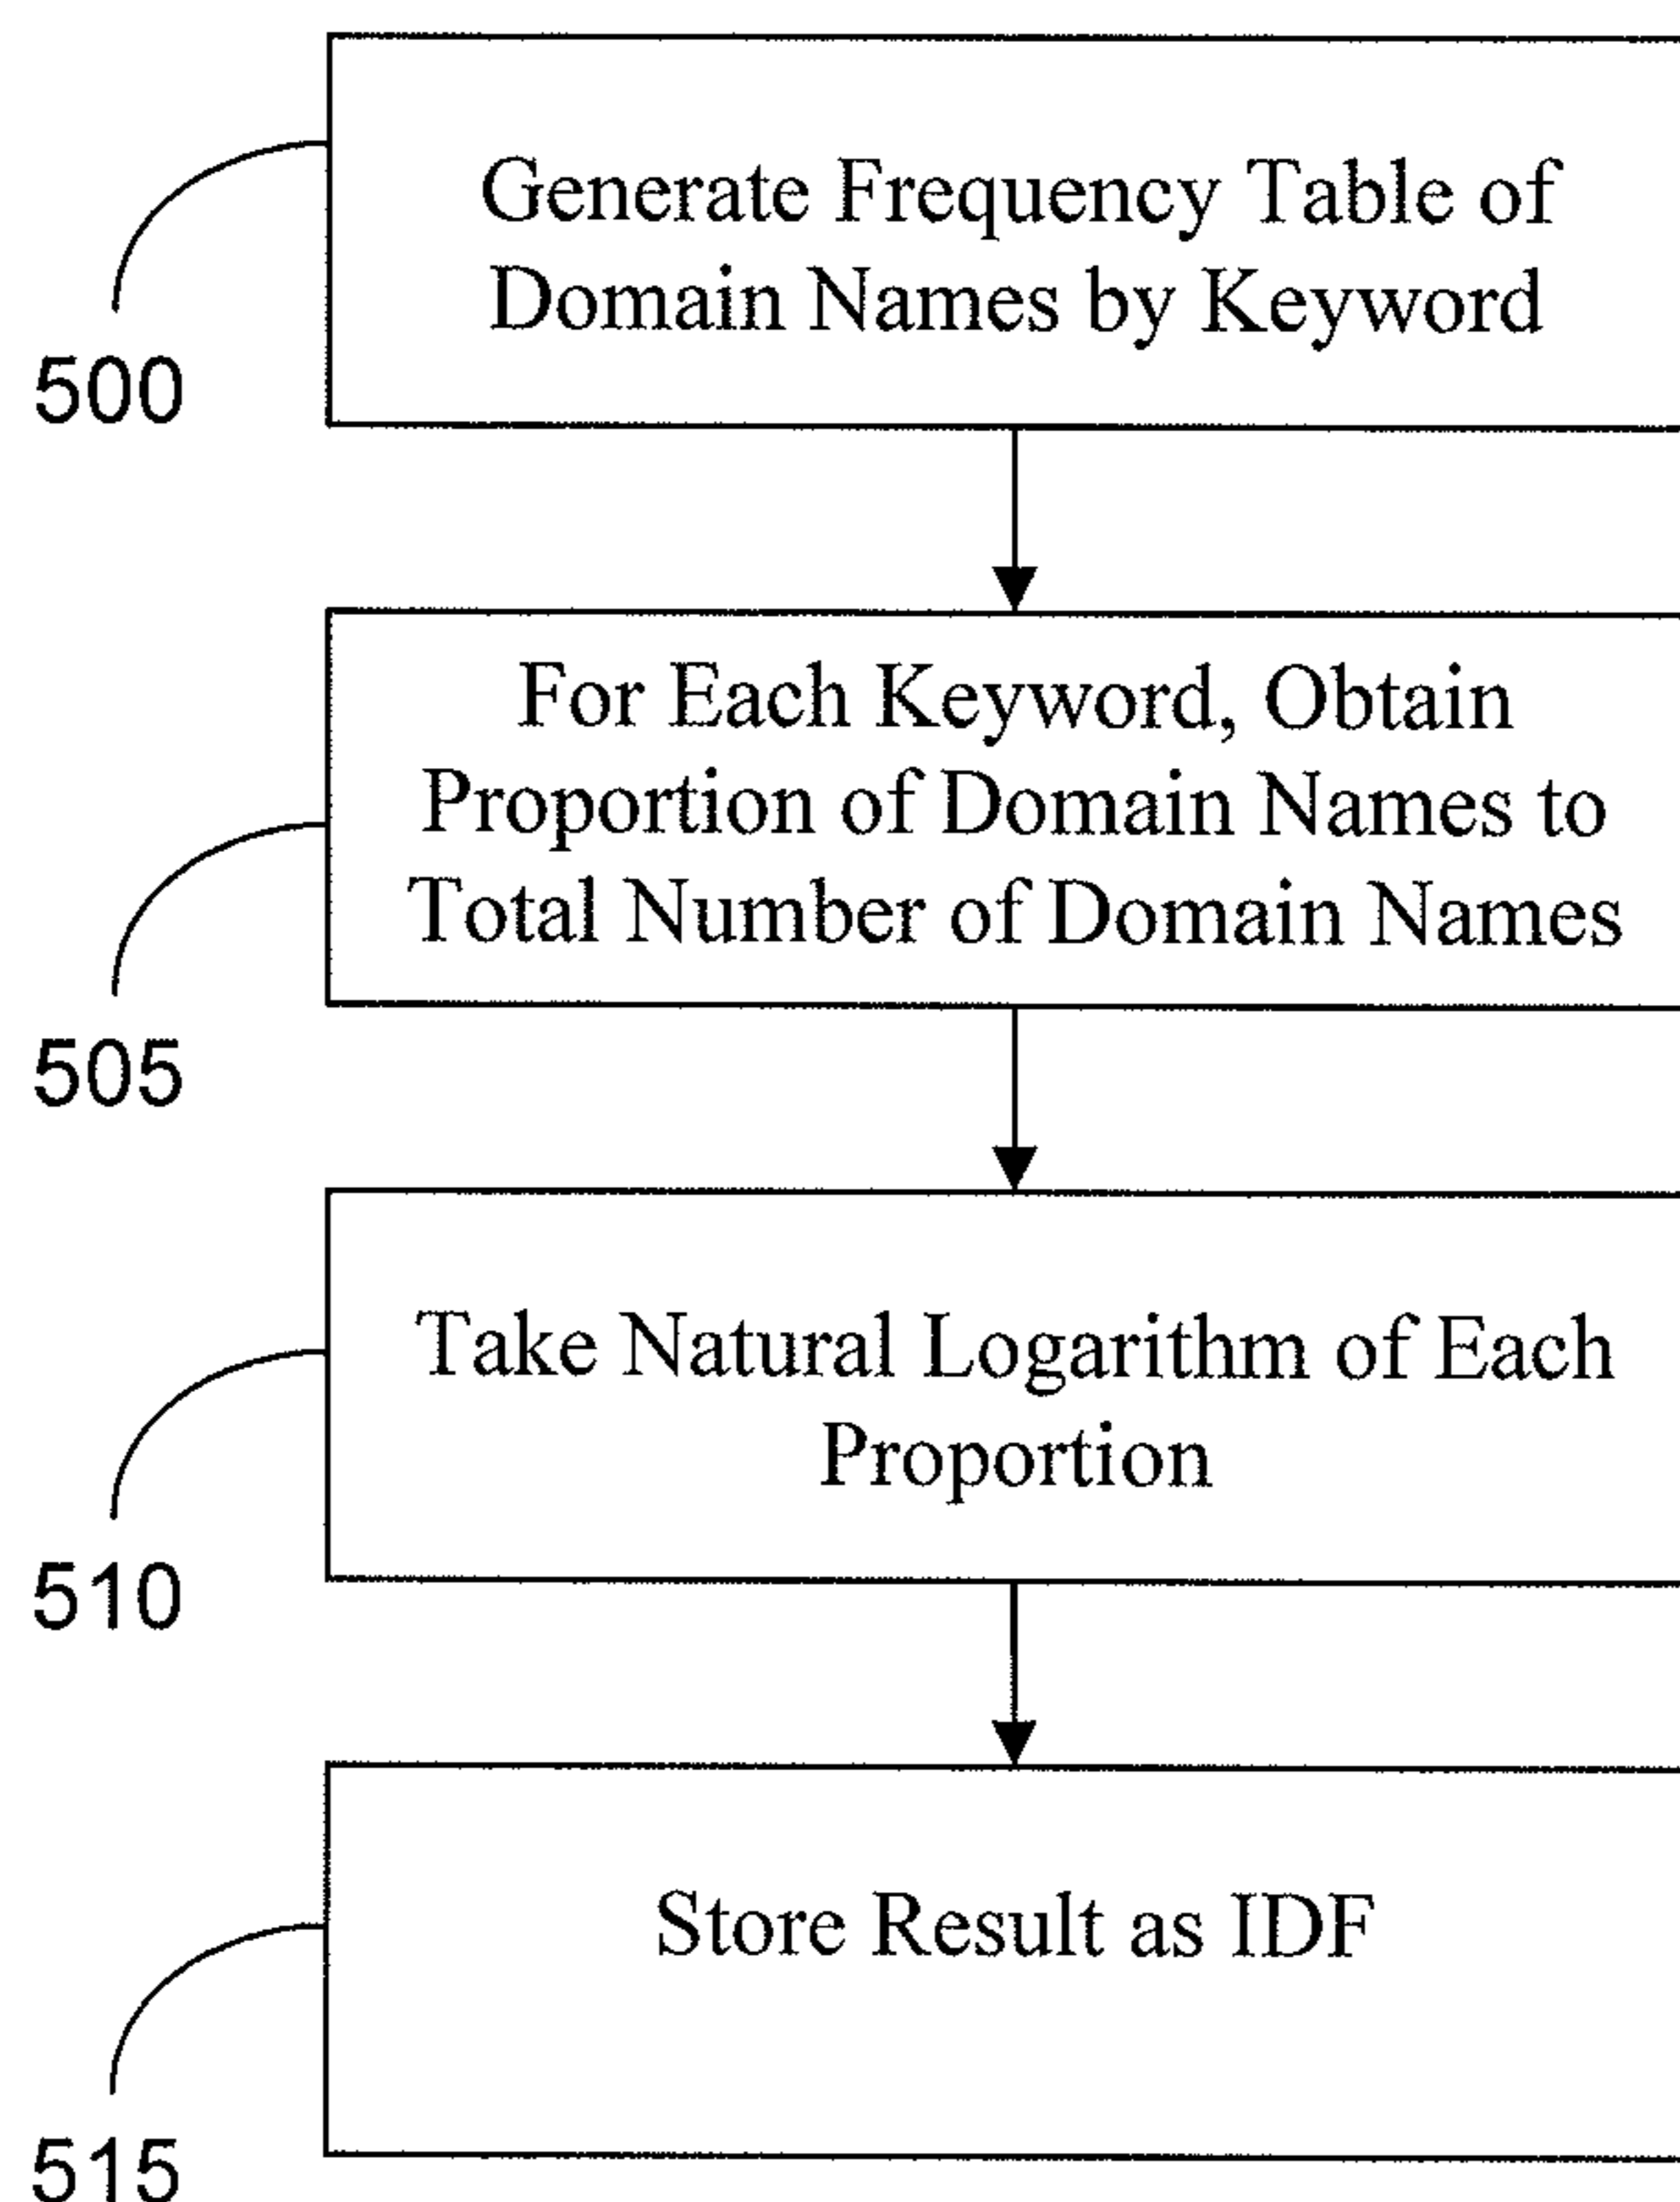 Generate Frequency Table of
Domain Names by Keyword
500
For Each Keyword, Obtain
Proportion of Domain Names to
Total Number of Domain Names
505
Take Natural Logarithm of Each
Proportion
510
Store Result as IDF
515